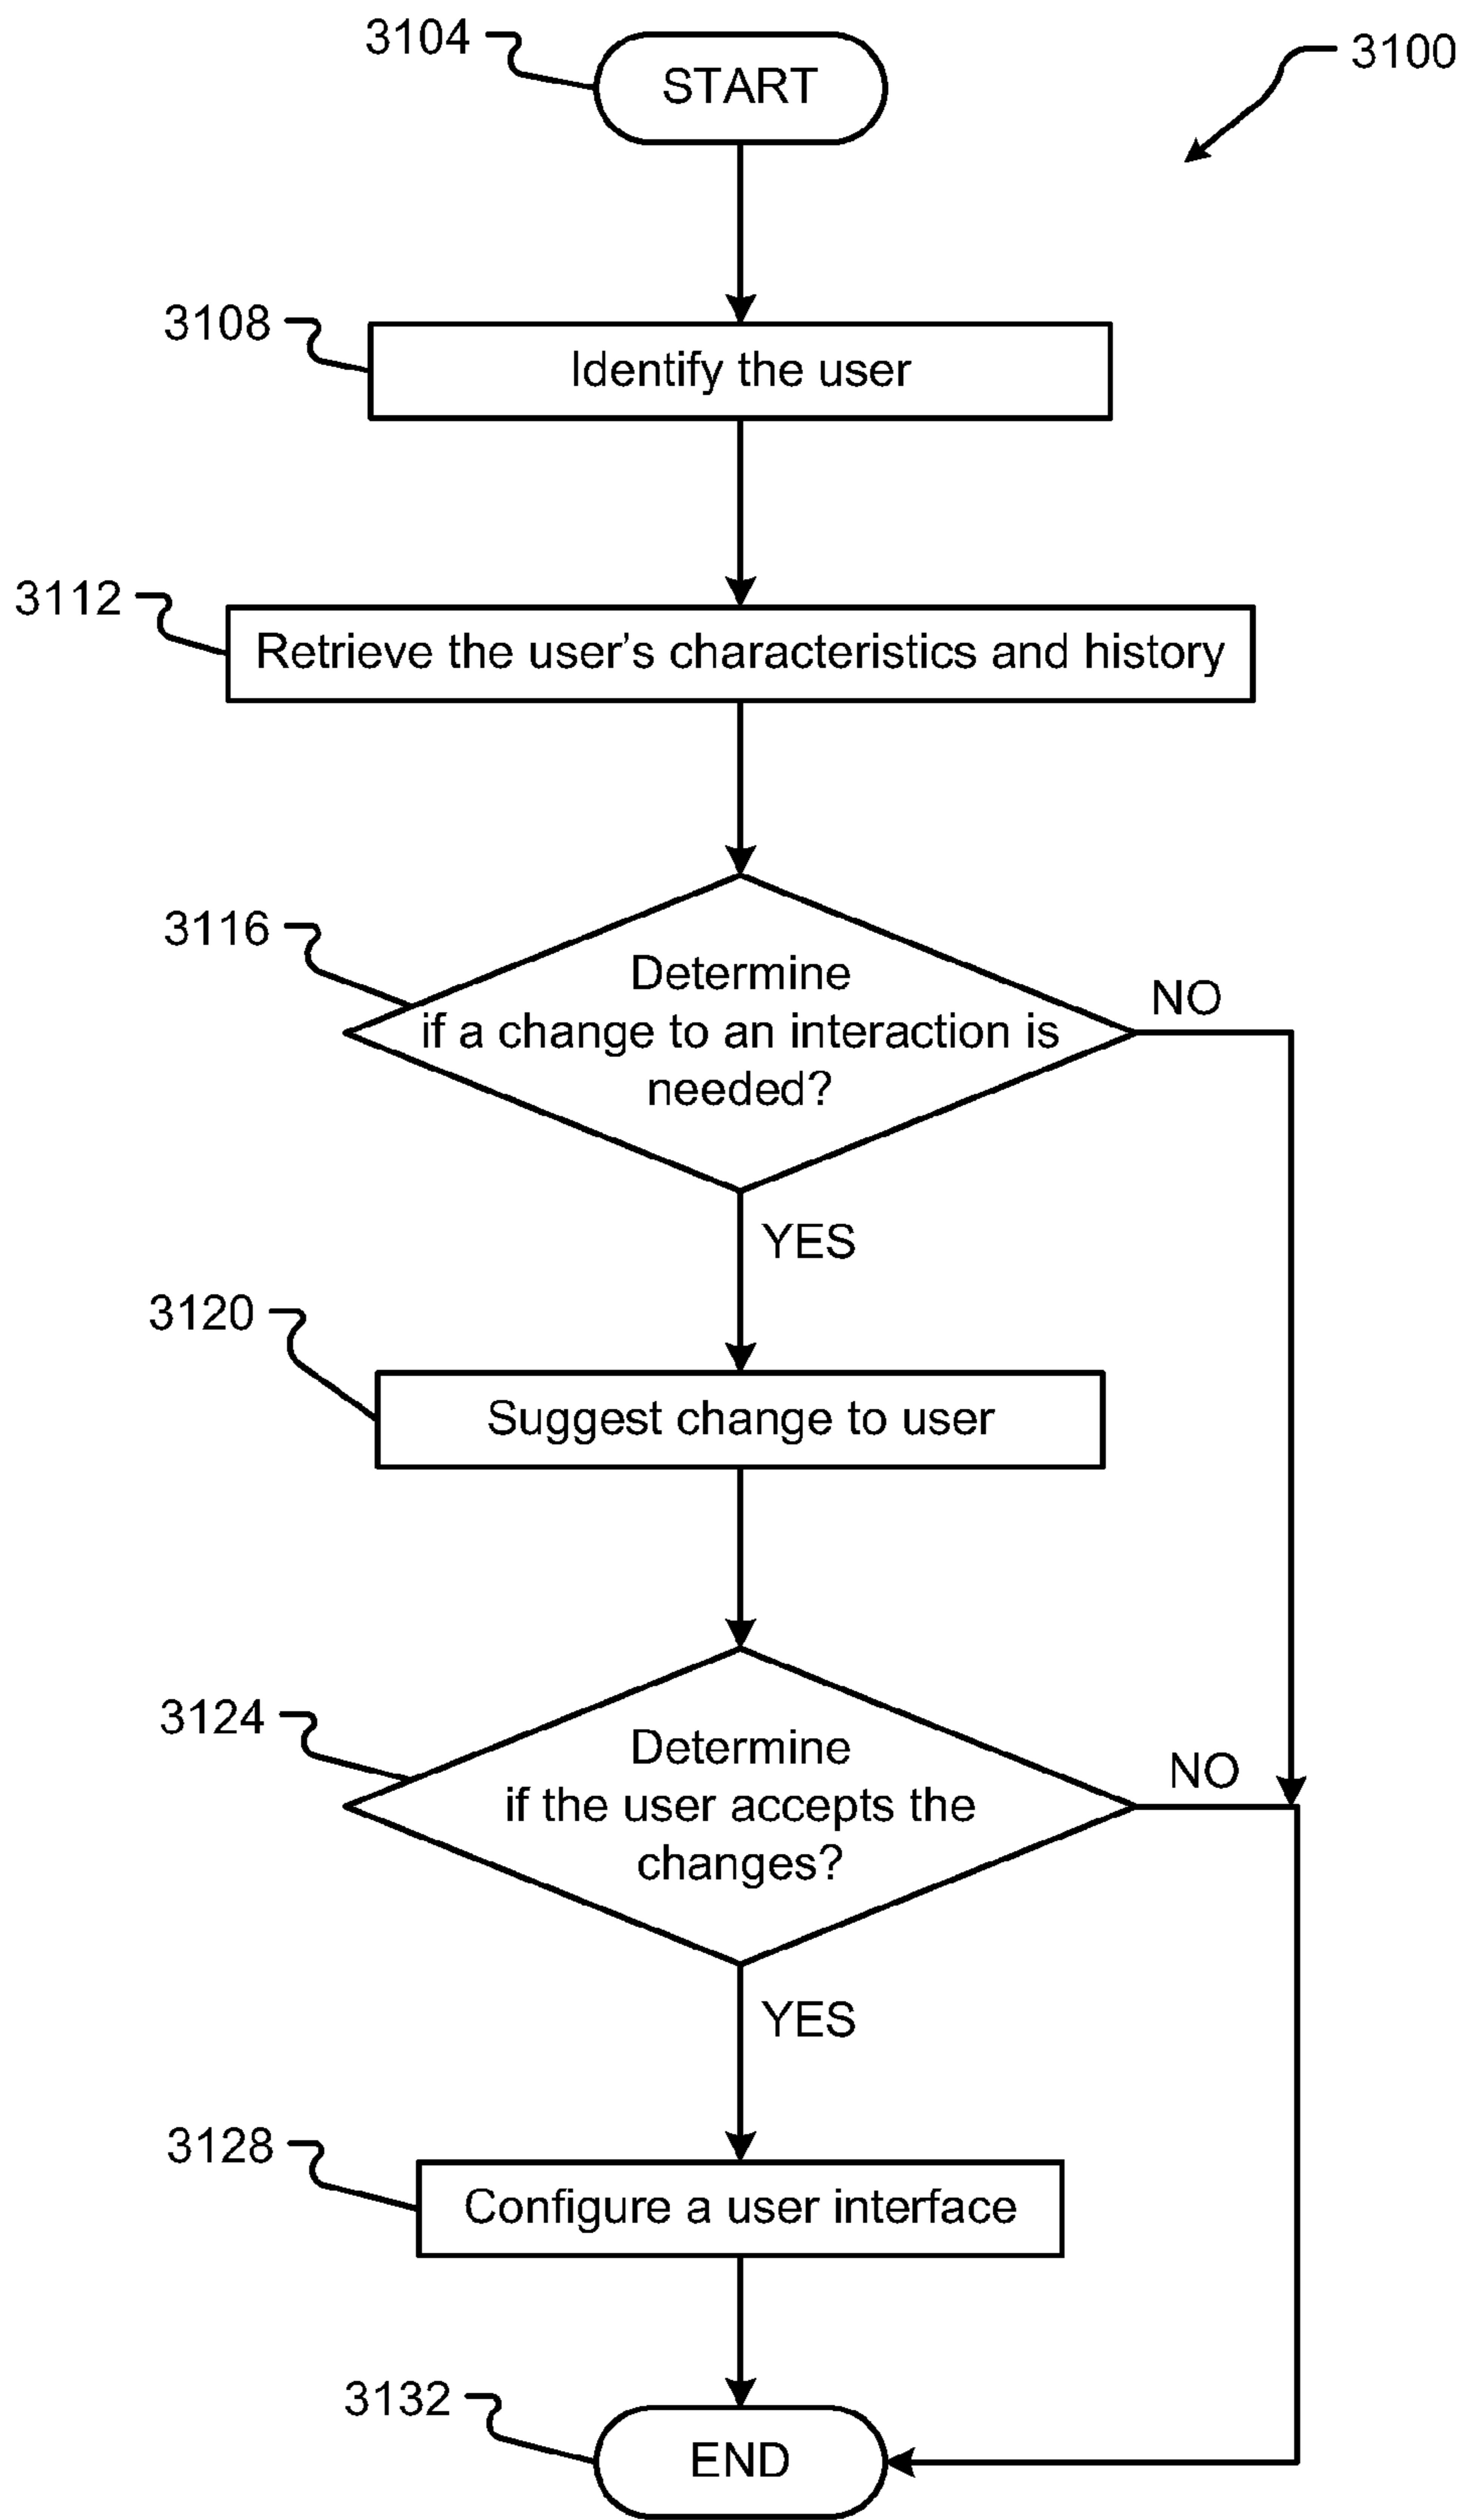 3104
START
3100
3108
Identify the user
3112
Retrieve the user’s characteristics and history
3116
Determine
if a change to an interaction is
needed?
NO
YES
3120
Suggest change to user
3124
Determine
if the user accepts the
changes?
NO
YES
3128
Configure a user interface
3132
END